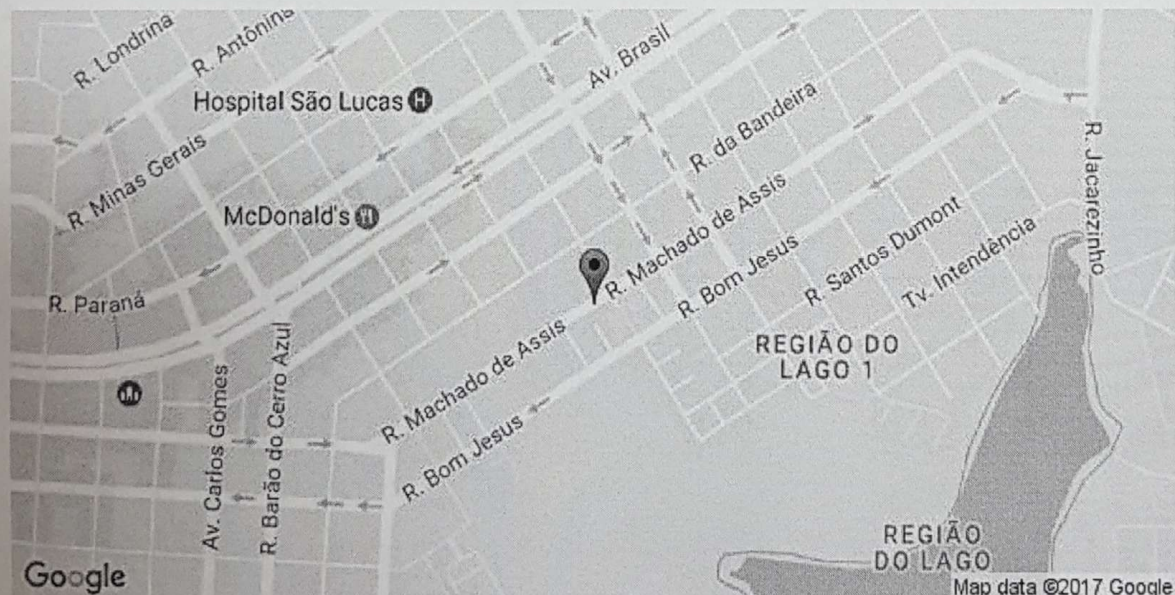 R. Londrina
R. Antônina
Av. Brasil
Hospital São Lucas H
R. da Bandeira
R. Minas Gerais
R. Jacarezinho
McDonald's
R. Machado de Assis
R. Bom Jesus
R. Santos Dumont
Tv. Intendência
R. Paraná
REGIÃO DO
LAGO 1
R. Machado de Assis
Av. Carlos Gomes
R. Barão do Cerro Azul
R. Bom Jesus
REGIÃO
DO LAGO
Google
Map data ©2017 Google